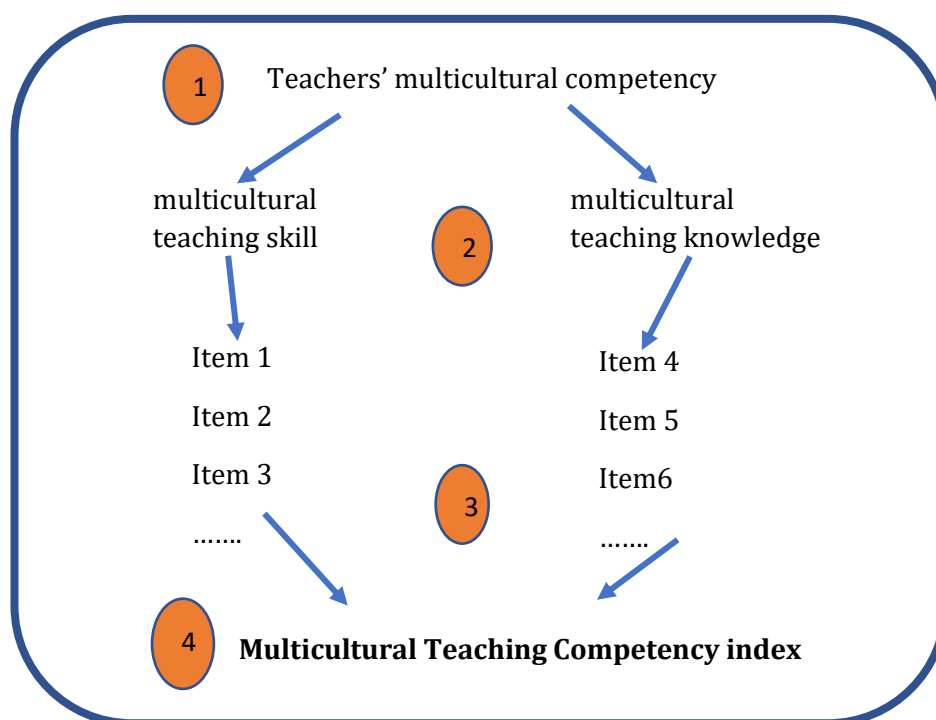 1
Teachers’ multicultural competency
multicultural
teaching skill
2
multicultural
teaching knowledge
Item 1
Item 2
Item 3
…….
3
Item 4
Item 5
Item6
…….
4
Multicultural Teaching Competency index